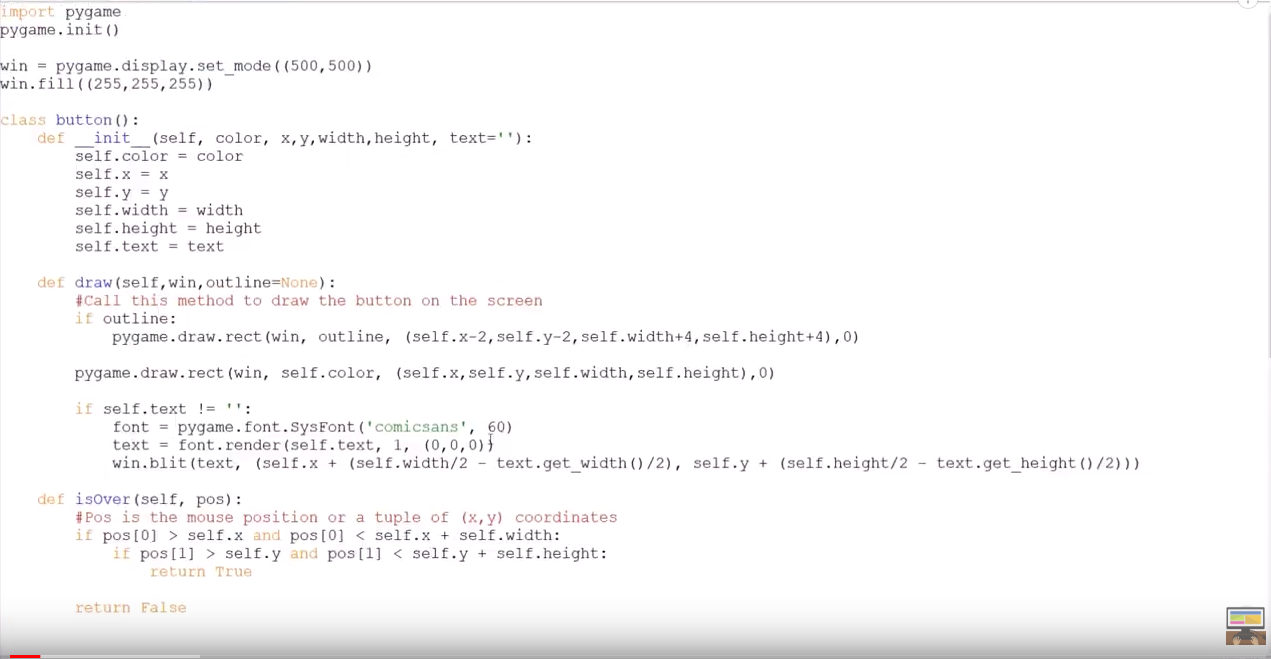 import pygame
pygame.init()

win = pygame.display.set_mode((500,500))
win.fill((255,255,255))

class button():
    def __init__(self, color, x,y,width,height, text=''):
        self.color = color
        self.x = x
        self.y = y
        self.width = width
        self.height = height
        self.text = text

    def draw(self,win,outline=None):
        #Call this method to draw the button on the screen
        if outline:
            pygame.draw.rect(win, outline, (self.x-2,self.y-2,self.width+4,self.height+4),0)

        pygame.draw.rect(win, self.color, (self.x,self.y,self.width,self.height),0)

        if self.text != '':
            font = pygame.font.SysFont('comicsans', 60)
            text = font.render(self.text, 1, (0,0,0))
            win.blit(text, (self.x + (self.width/2 - text.get_width()/2), self.y + (self.height/2 - text.get_height()/2)))

    def isOver(self, pos):
        #Pos is the mouse position or a tuple of (x,y) coordinates
        if pos[0] > self.x and pos[0] < self.x + self.width:
            if pos[1] > self.y and pos[1] < self.y + self.height:
                return True

        return False